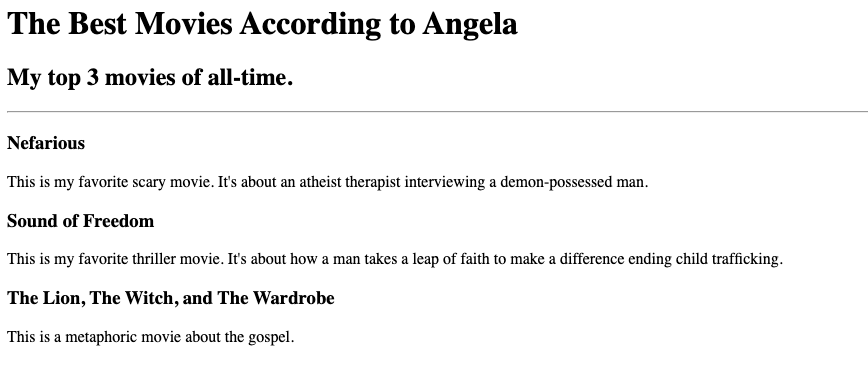 The Best Movies According to Angela
My top 3 movies of all-time.
Nefarious
This is my favorite scary movie. It's about an atheist therapist interviewing a demon-possessed man.
Sound of Freedom
This is my favorite thriller movie. It's about how a man takes a leap of faith to make a difference ending child trafficking.
The Lion, The Witch, and The Wardrobe
This is a metaphoric movie about the gospel.